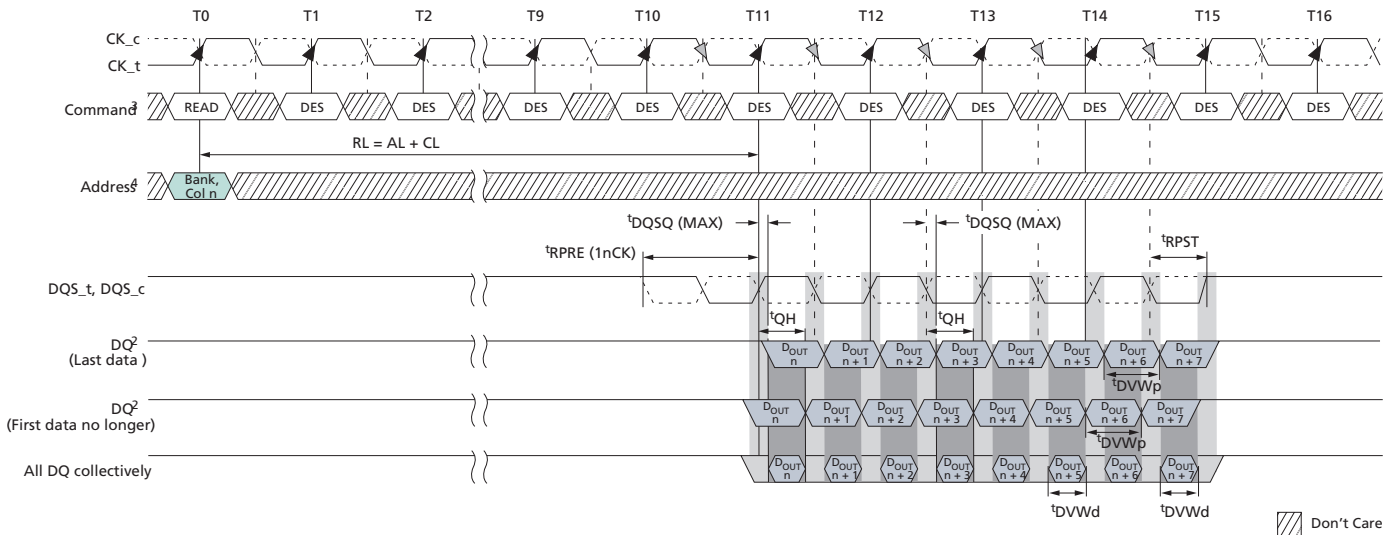 T0 T1 T2 T9 T10 T11 T12 T13 T14 T15 T16
CK_c
CK_t
Command3 READ DES DES DES DES DES DES DES DES DES DES
RL = AL + CL
Address4 Bank,
Col n
tDQSQ (MAX) tDQSQ (MAX)
tRPRE (1nCK) tRPST
DQS_t, DQS_c
tQH tQH
DQ2
(Last data )
DOUT n DOUT n + 1 DOUT n + 2 DOUT n + 3 DOUT n + 4 DOUT n + 5 DOUT n + 6 DOUT n + 7
tDVWp
DQ2
(First data no longer)
DOUT n DOUT n + 1 DOUT n + 2 DOUT n + 3 DOUT n + 4 DOUT n + 5 DOUT n + 6 DOUT n + 7
tDVWp
All DQ collectively
DOUT n DOUT n + 1 DOUT n + 2 DOUT n + 3 DOUT n + 4 DOUT n + 5 DOUT n + 6 DOUT n + 7
tDVWd tDVWd
Don't Care